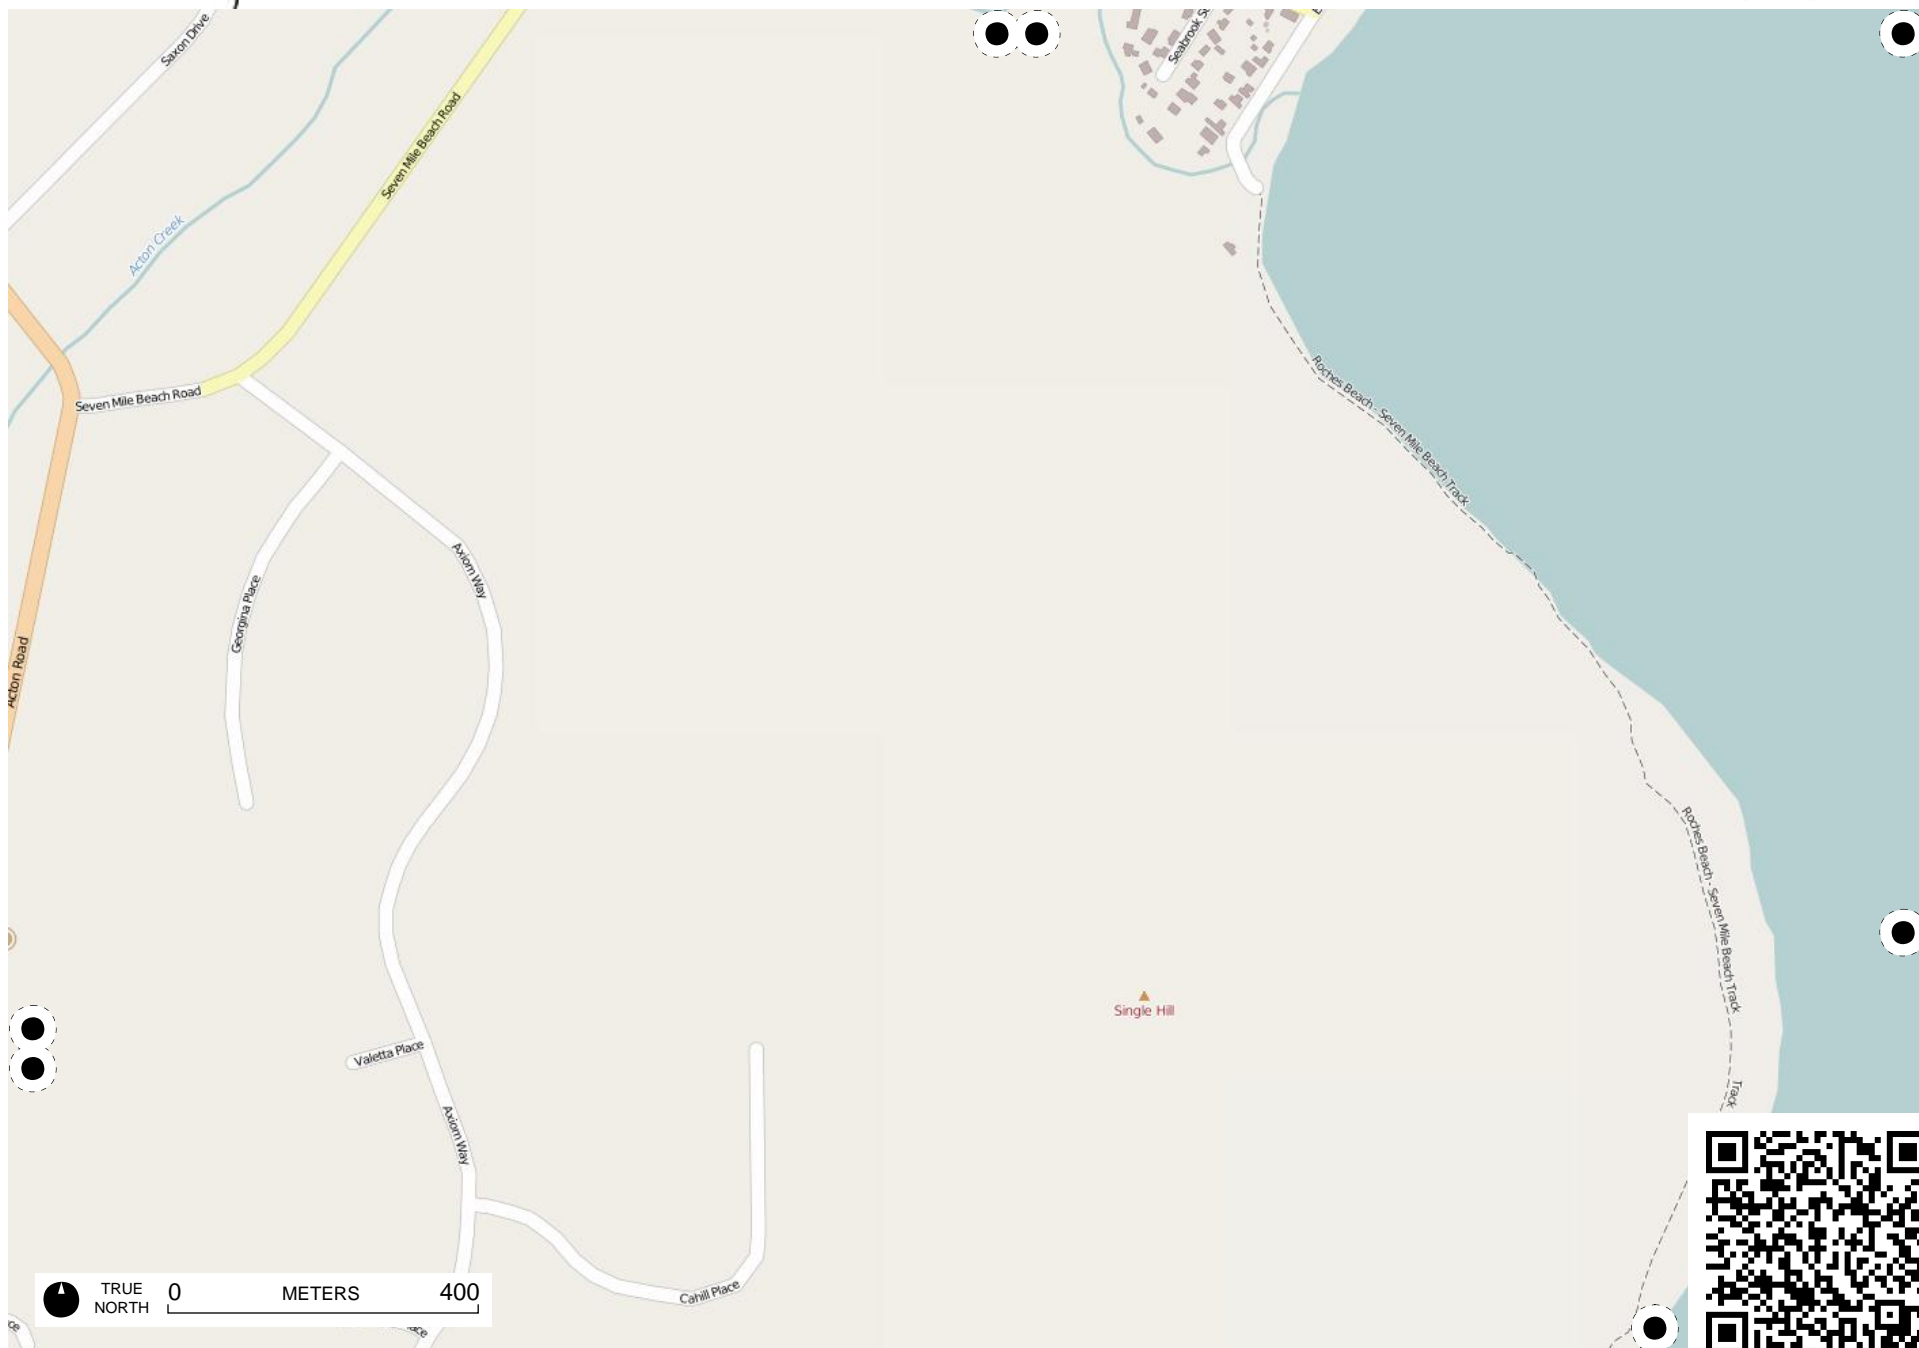 Saxon Drive
Seabrook
Seven Mile Beach Road
Acton Creek
Seven Mile Beach Road
Roches Beach - Seven Mile Beach Track
Axiom Way
Georgina Place
Acton Road
Roches Beach - Seven Mile Beach Track
Single Hill
Valetta Place
Track
Axiom Way
Cahill Place
TRUE
NORTH
0 METERS 400